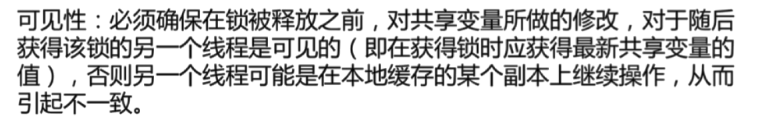 可见性：必须确保在锁被释放之前，对共享变量所做的修改，对于随后
获得该锁的另一个线程是可见的（即在获得锁时应获得最新共享变量的
值），否则另一个线程可能是在本地缓存的某个副本上继续操作，从而
引起不一致。